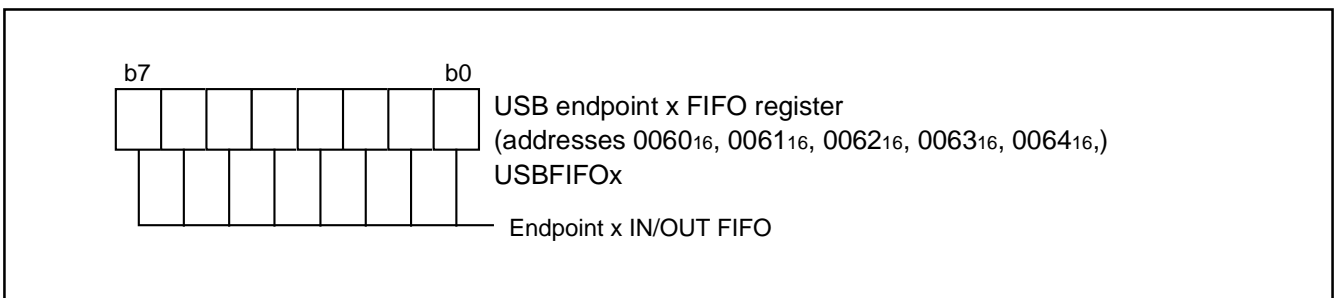 b7 b0
USB endpoint x FIFO register
(addresses 0060₁₆, 0061₁₆, 0062₁₆, 0063₁₆, 0064₁₆,)
USBFIFOx
Endpoint x IN/OUT FIFO